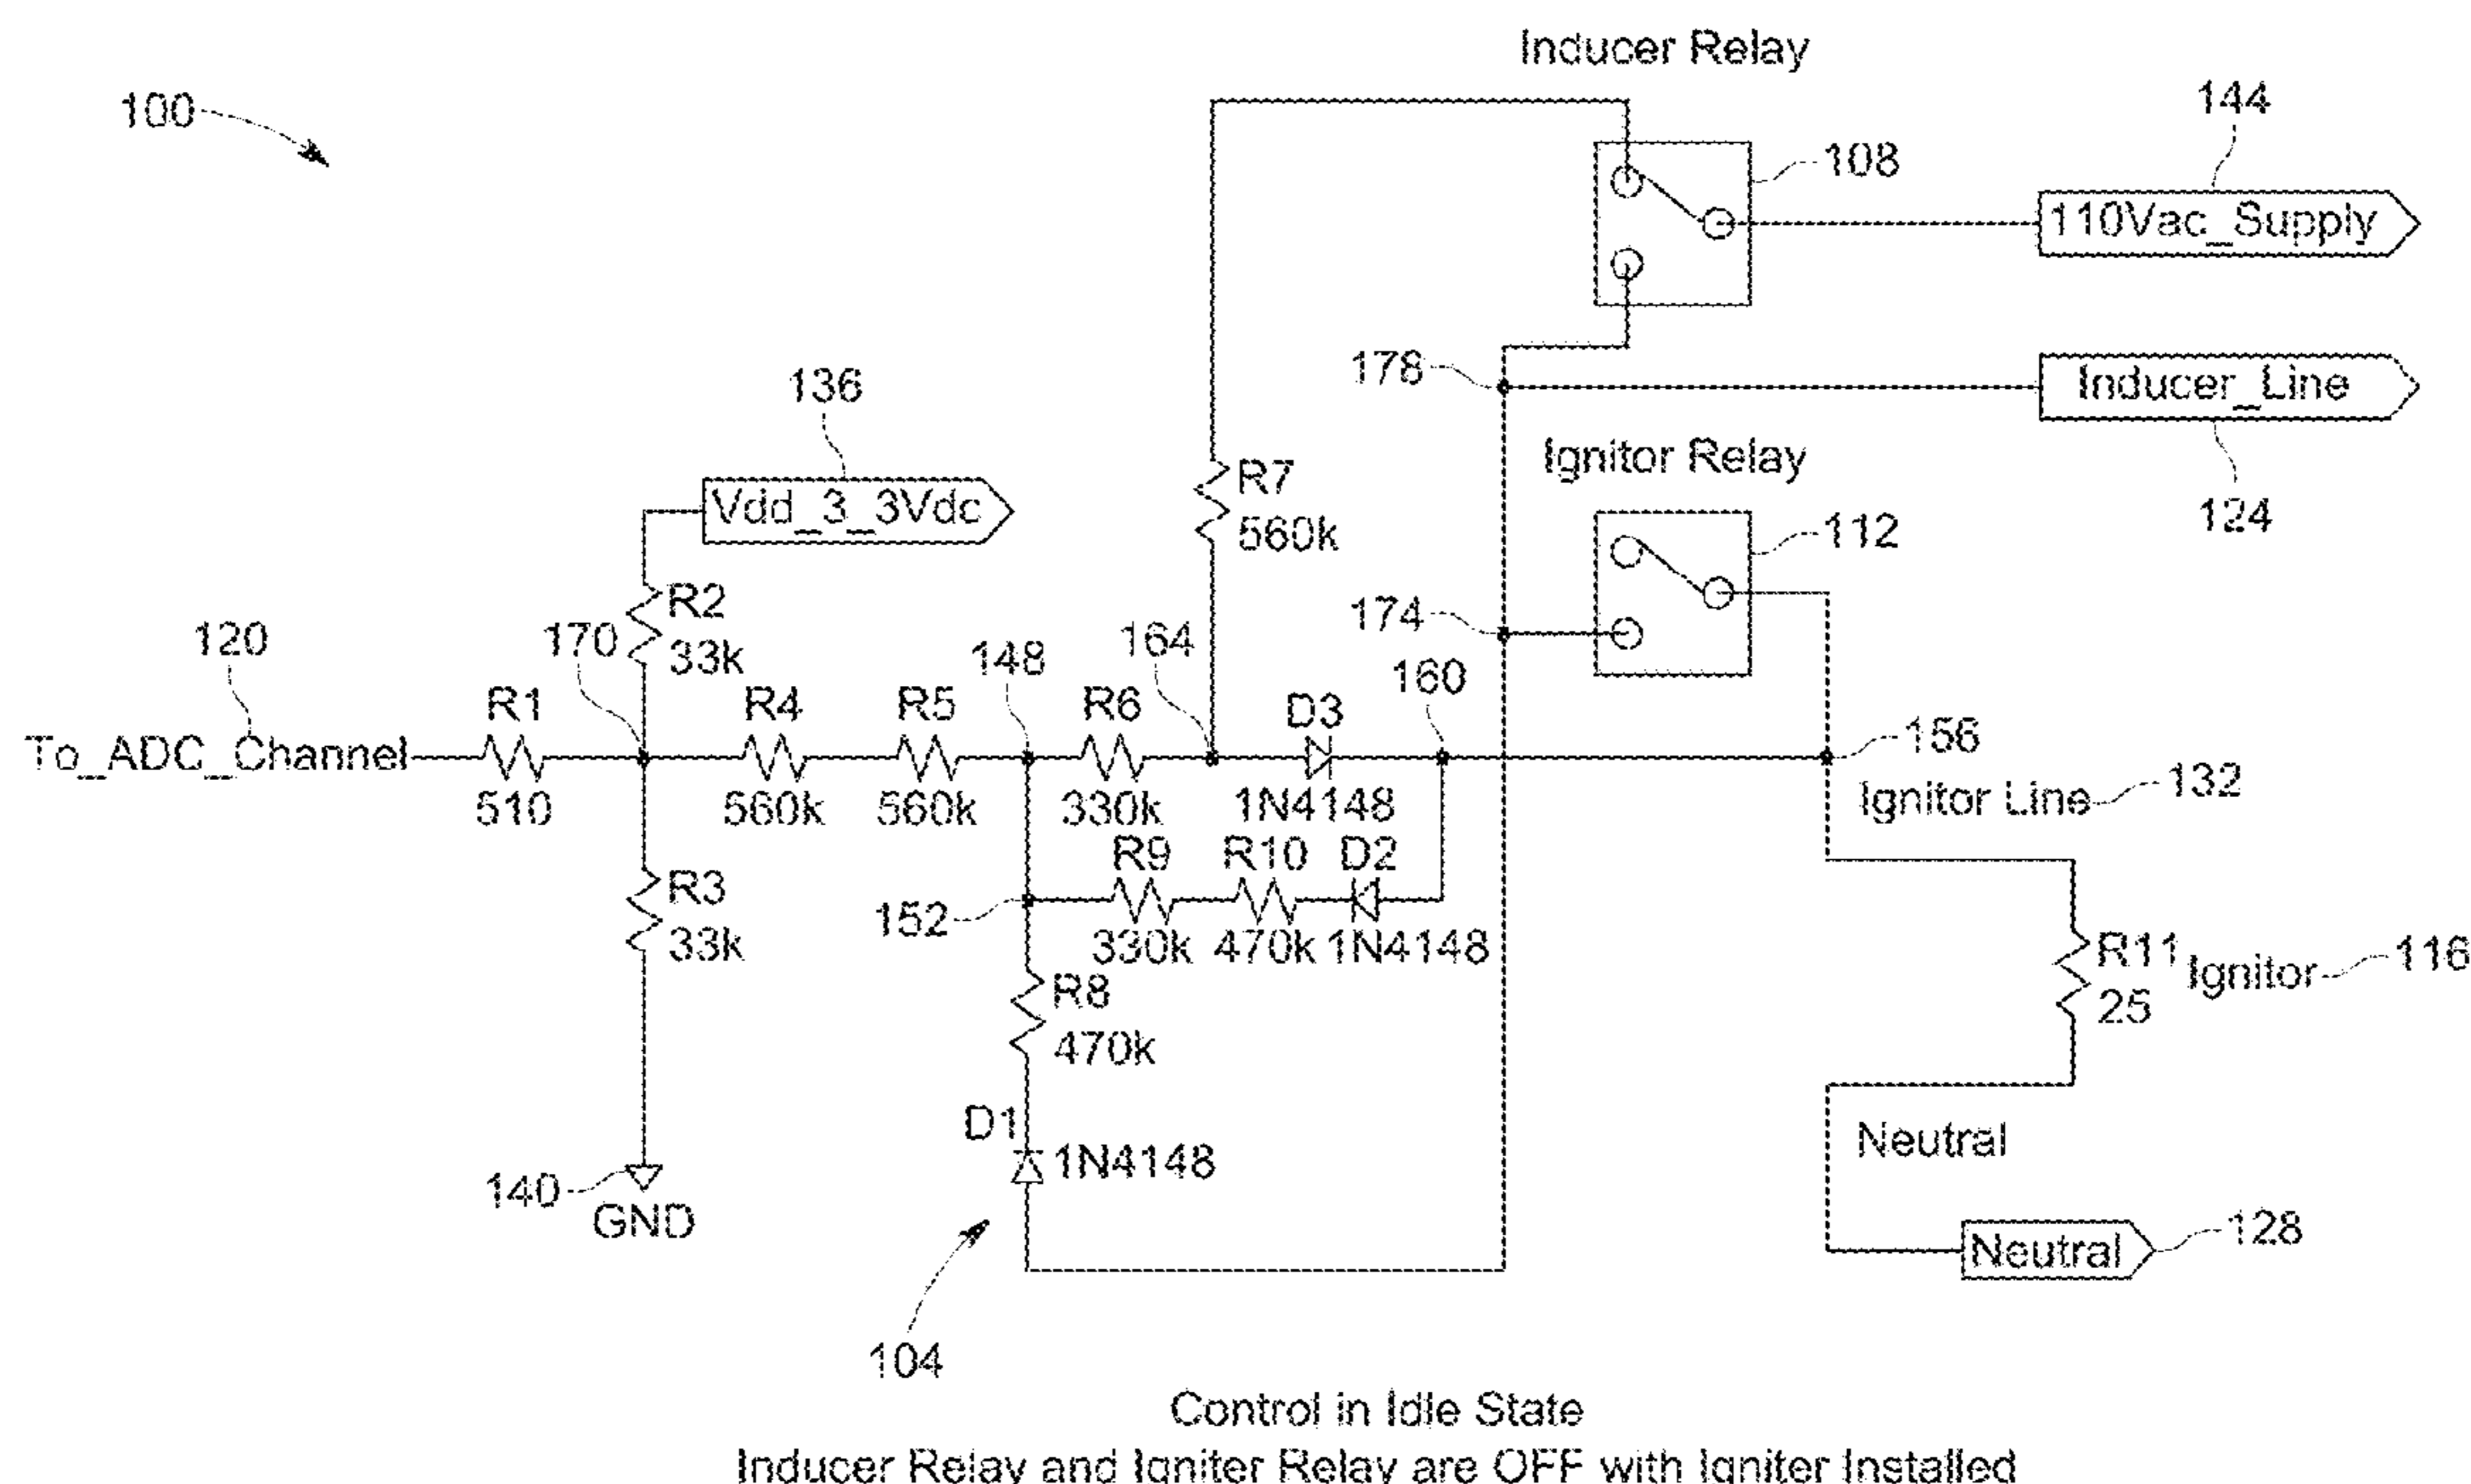 Inducer Relay
100
144
108
110Vac_Supply
178
136
Inducer_Line
Ignitor Relay
124
Vdd_3_3Vdc
R7
560k
112
120
170
R2
33k
148
164
174
160
To_ADC_Channel
R1
510
R4
560k
R5
560k
R6
330k
D3
1N4148
156
Ignitor Line
132
R9
330k
R10
470k
D2
1N4148
152
R3
33k
R8
470k
R11
25
Ignitor
116
D1
1N4148
Neutral
140
GND
Neutral
128
104
Control in Idle State
Inducer Relay and Igniter Relay are OFF with Igniter Installed